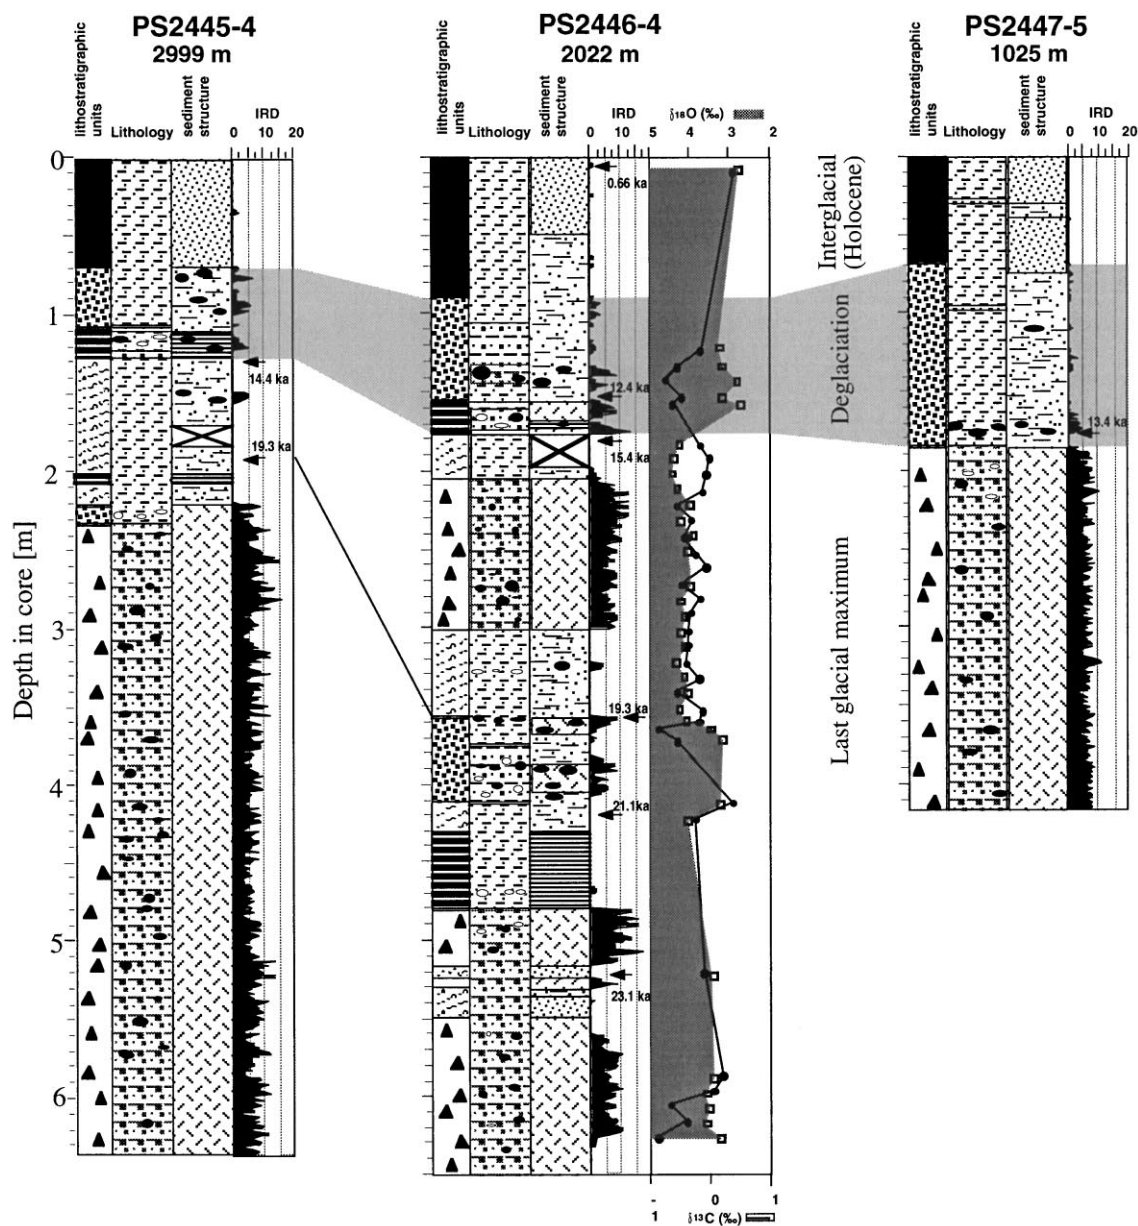 PS2445-4
2999 m
lithostratigraphic
units
Lithology
sediment
structure
IRD
0 10 20
PS2446-4
2022 m
lithostratigraphic
units
Lithology
sediment
structure
IRD
0 10
δ18O (‰)
5 4 3 2
PS2447-5
1025 m
lithostratigraphic
units
Lithology
sediment
structure
IRD
0 10 20
Depth in core [m]
0
1
2
3
4
5
6
14.4 ka
19.3 ka
0.66 ka
12.4 ka
15.4 ka
19.3 ka
21.1ka
23.1 ka
Interglacial
(Holocene)
Deglaciation
Last glacial maximum
13.4 ka
- 0 1
1 δ13C (‰)